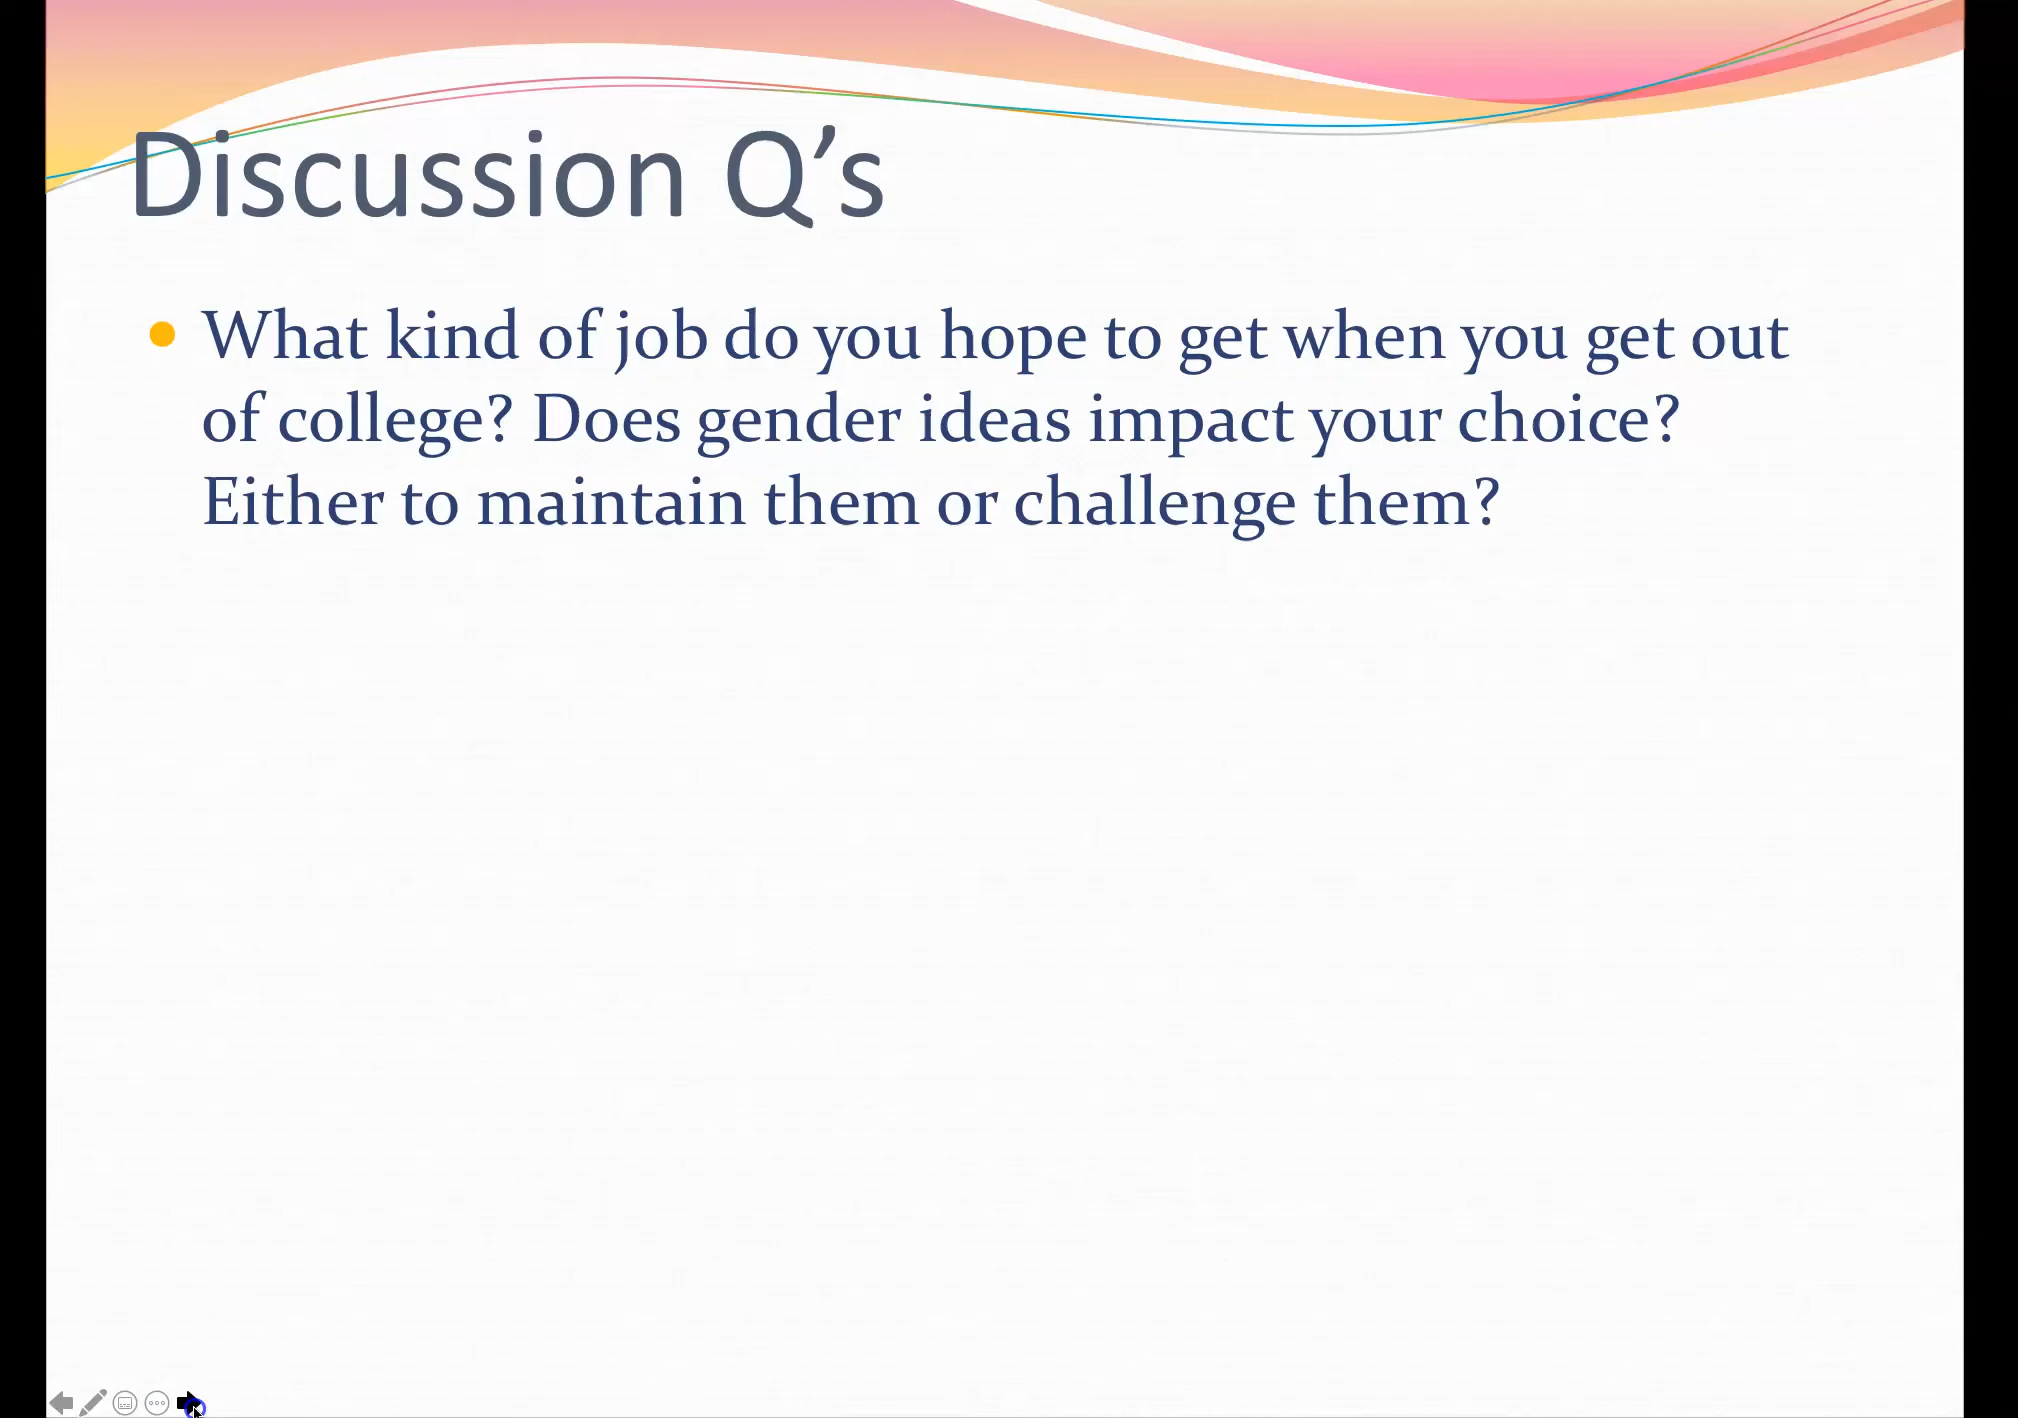 Discussion Q’s
What kind of job do you hope to get when you get out
of college? Does gender ideas impact your choice?
Either to maintain them or challenge them?